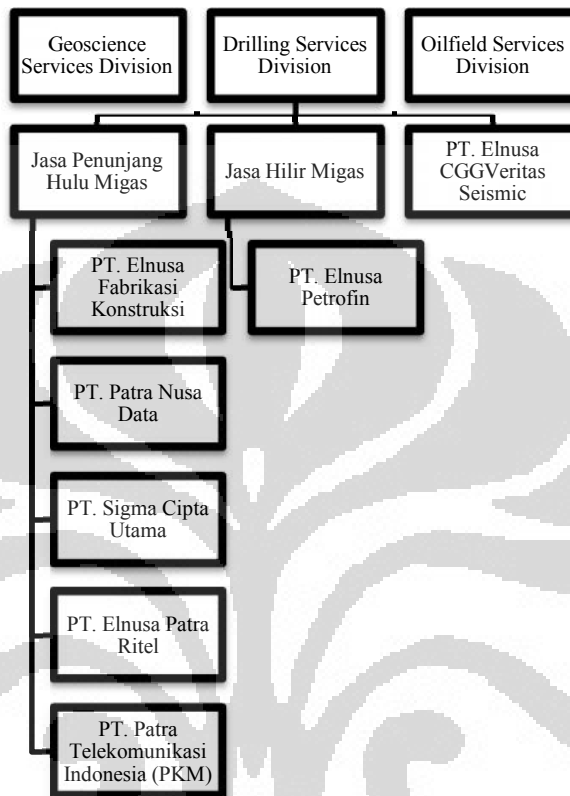 Geoscience
Services Division
Drilling Services
Division
Oilfield Services
Division
Jasa Penunjang
Hulu Migas
Jasa Hilir Migas
PT. Elnusa
CGGVeritas
Seismic
PT. Elnusa
Fabrikasi
Konstruksi
PT. Elnusa
Petrofin
PT. Patra Nusa
Data
PT. Sigma Cipta
Utama
PT. Elnusa Patra
Ritel
PT. Patra
Telekomunikasi
Indonesia (PKM)